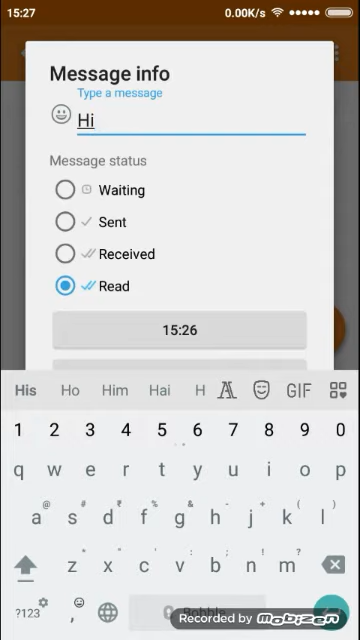 15:27 0.00K/s
Message info
Type a message
Hi
Message status
Waiting
Sent
Received
Read
15:26
His Ho Him Hai H GIF
1 2 3 4 5 6 7 8 9 0
q w e r t y u i o p
@ # ₹ % & - + ( )
a s d f g h j k l
* " ' : ; ! ?
z x c v b n m
?123 ,
Recorded by Mobizen